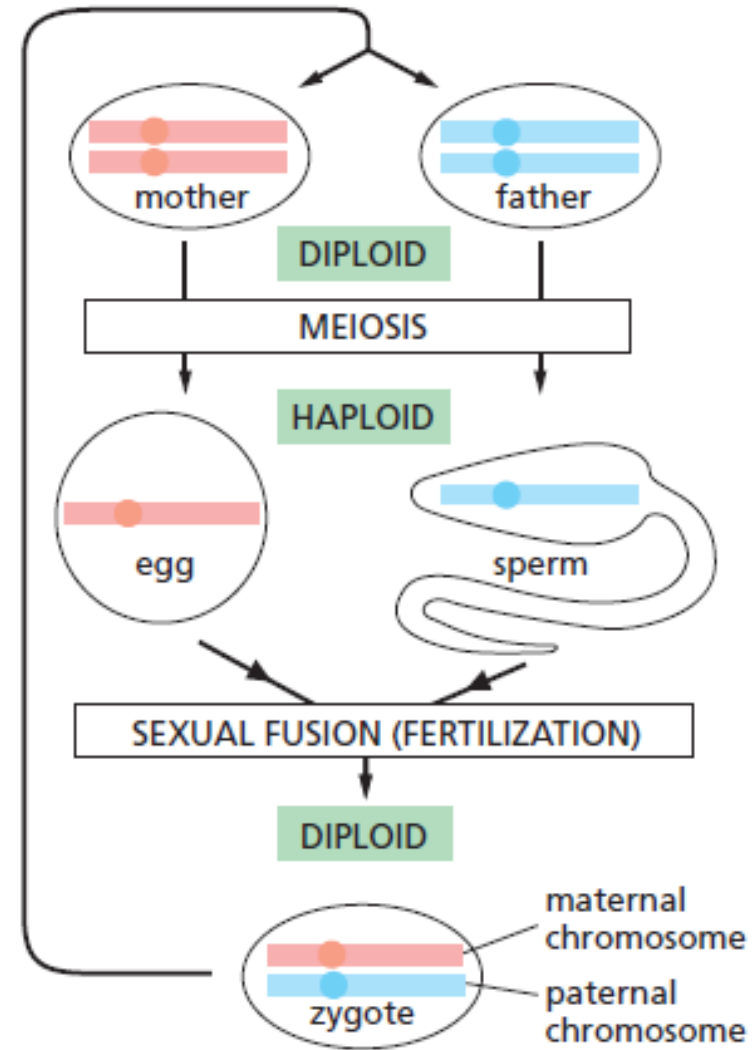 mother
father
DIPLOID
MEIOSIS
HAPLOID
egg
sperm
SEXUAL FUSION (FERTILIZATION)
DIPLOID
maternal
chromosome
paternal
chromosome
zygote